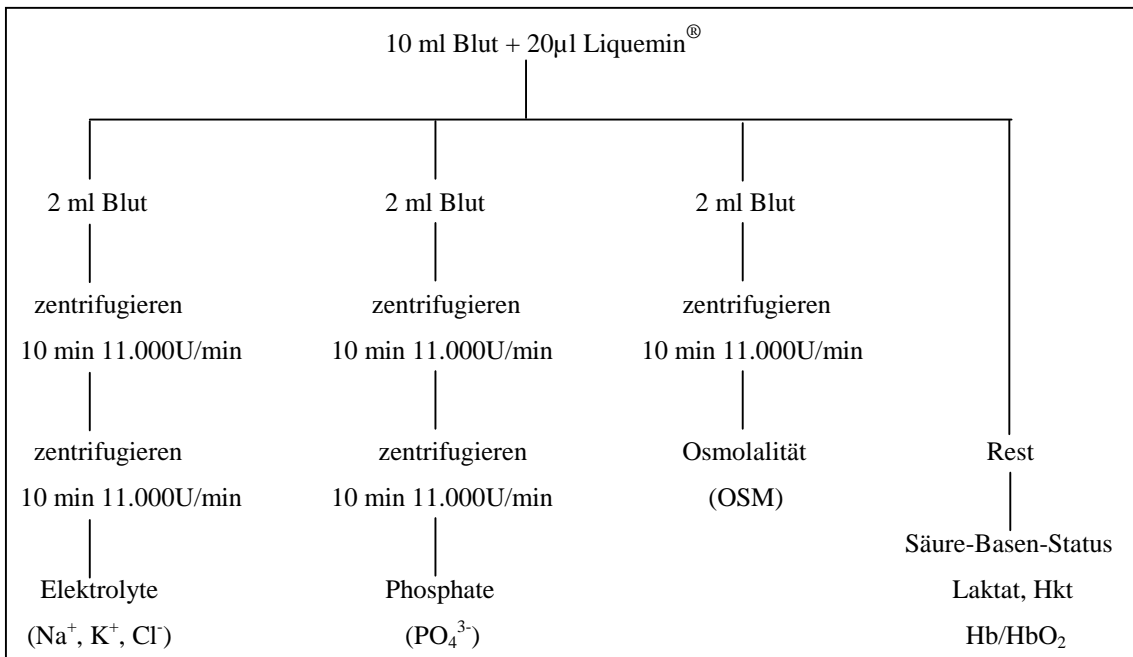 10 ml Blut + 20µl Liquemin®
2 ml Blut
zentrifugieren
10 min 11.000U/min
zentrifugieren
10 min 11.000U/min
Elektrolyte
(Na⁺, K⁺, Cl⁻)
2 ml Blut
zentrifugieren
10 min 11.000U/min
zentrifugieren
10 min 11.000U/min
Phosphate
(PO₄³⁻)
2 ml Blut
zentrifugieren
10 min 11.000U/min
Osmolalität
(OSM)
Rest
Säure-Basen-Status
Laktat, Hkt
Hb/HbO₂